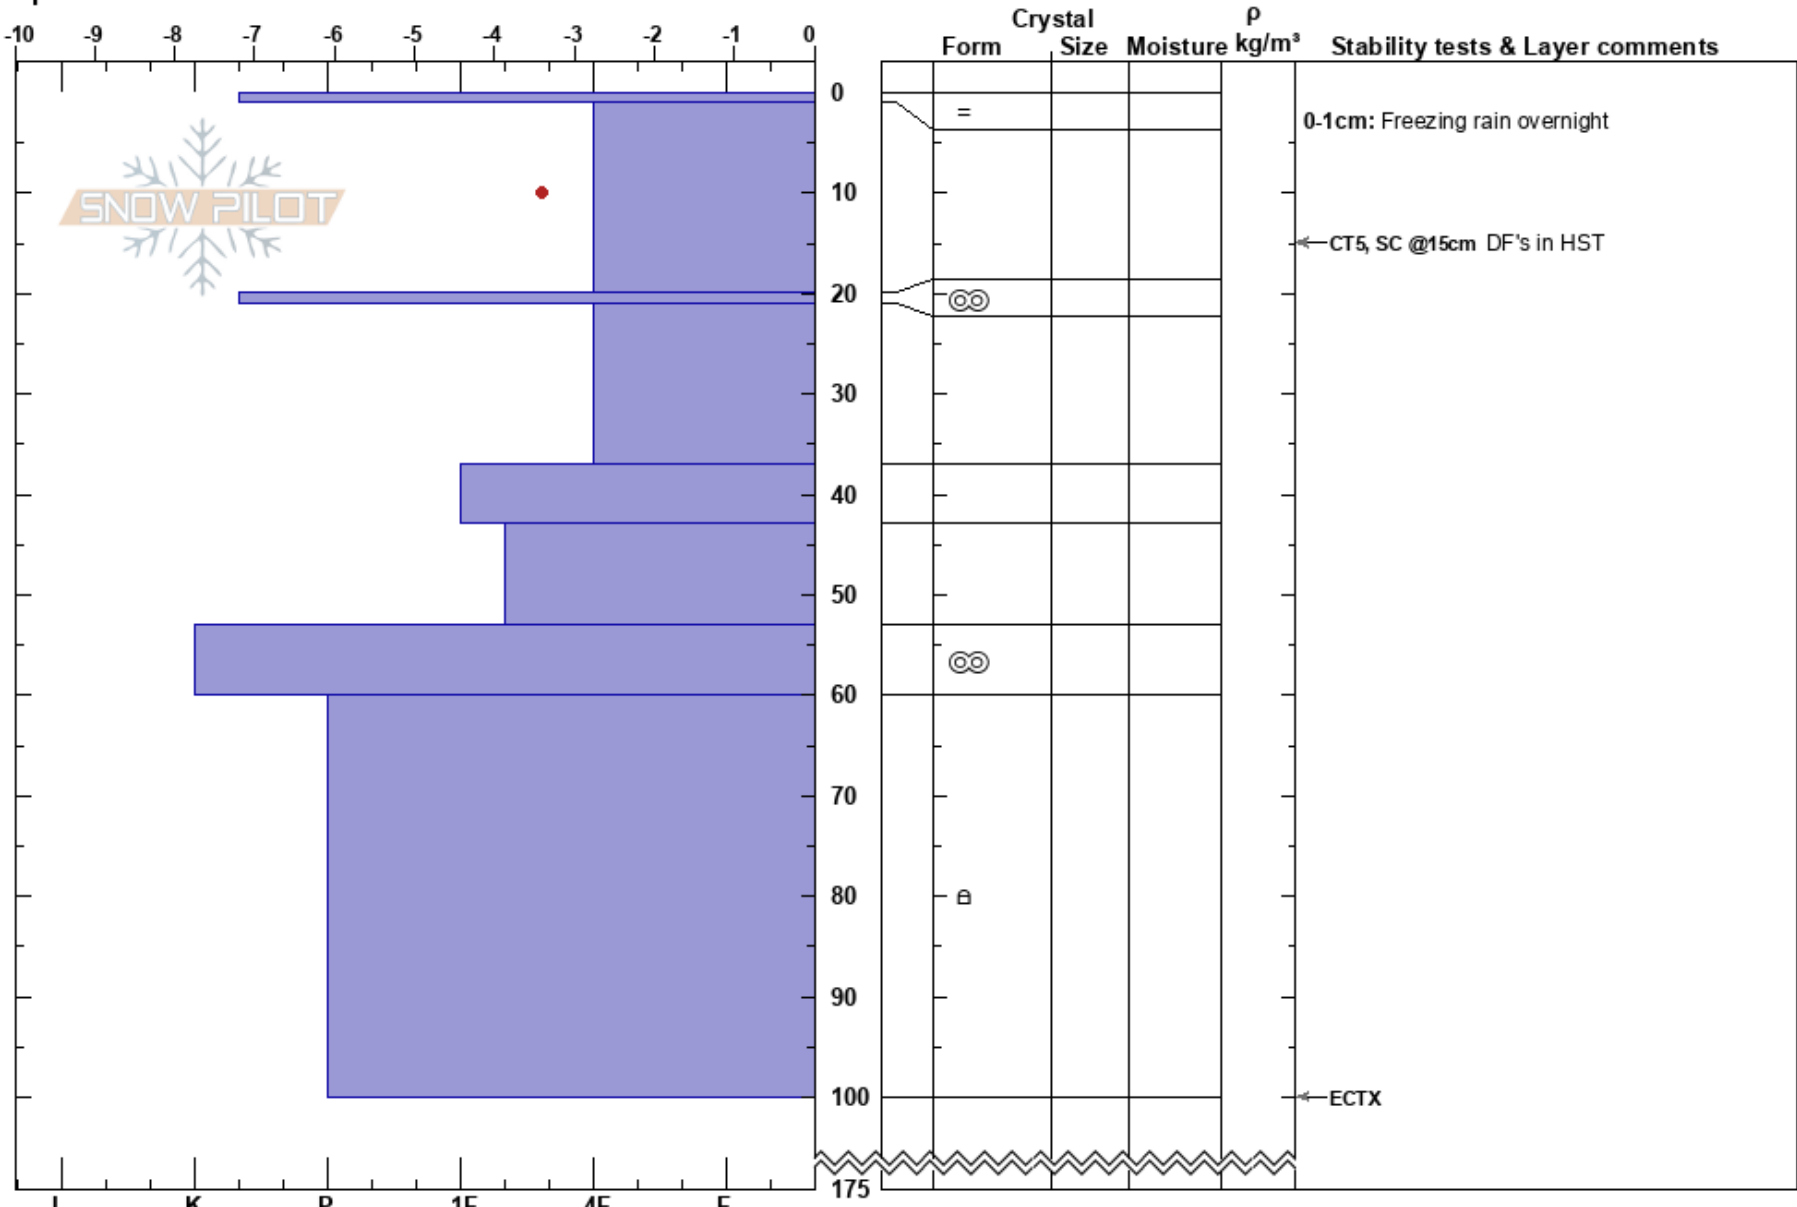 Crystal ρ
-10 -9 -8 -7 -6 -5 -4 -3 -2 -1 0
Form Size Moisture kg/m³ Stability tests & Layer comments
0
=
0-1cm: Freezing rain overnight
SNOW PILOT
10
CT5, SC @15cm DF's in HST
20
30
40
50
60
70
80
90
100
ECTX
175
I K P 1F 4F F